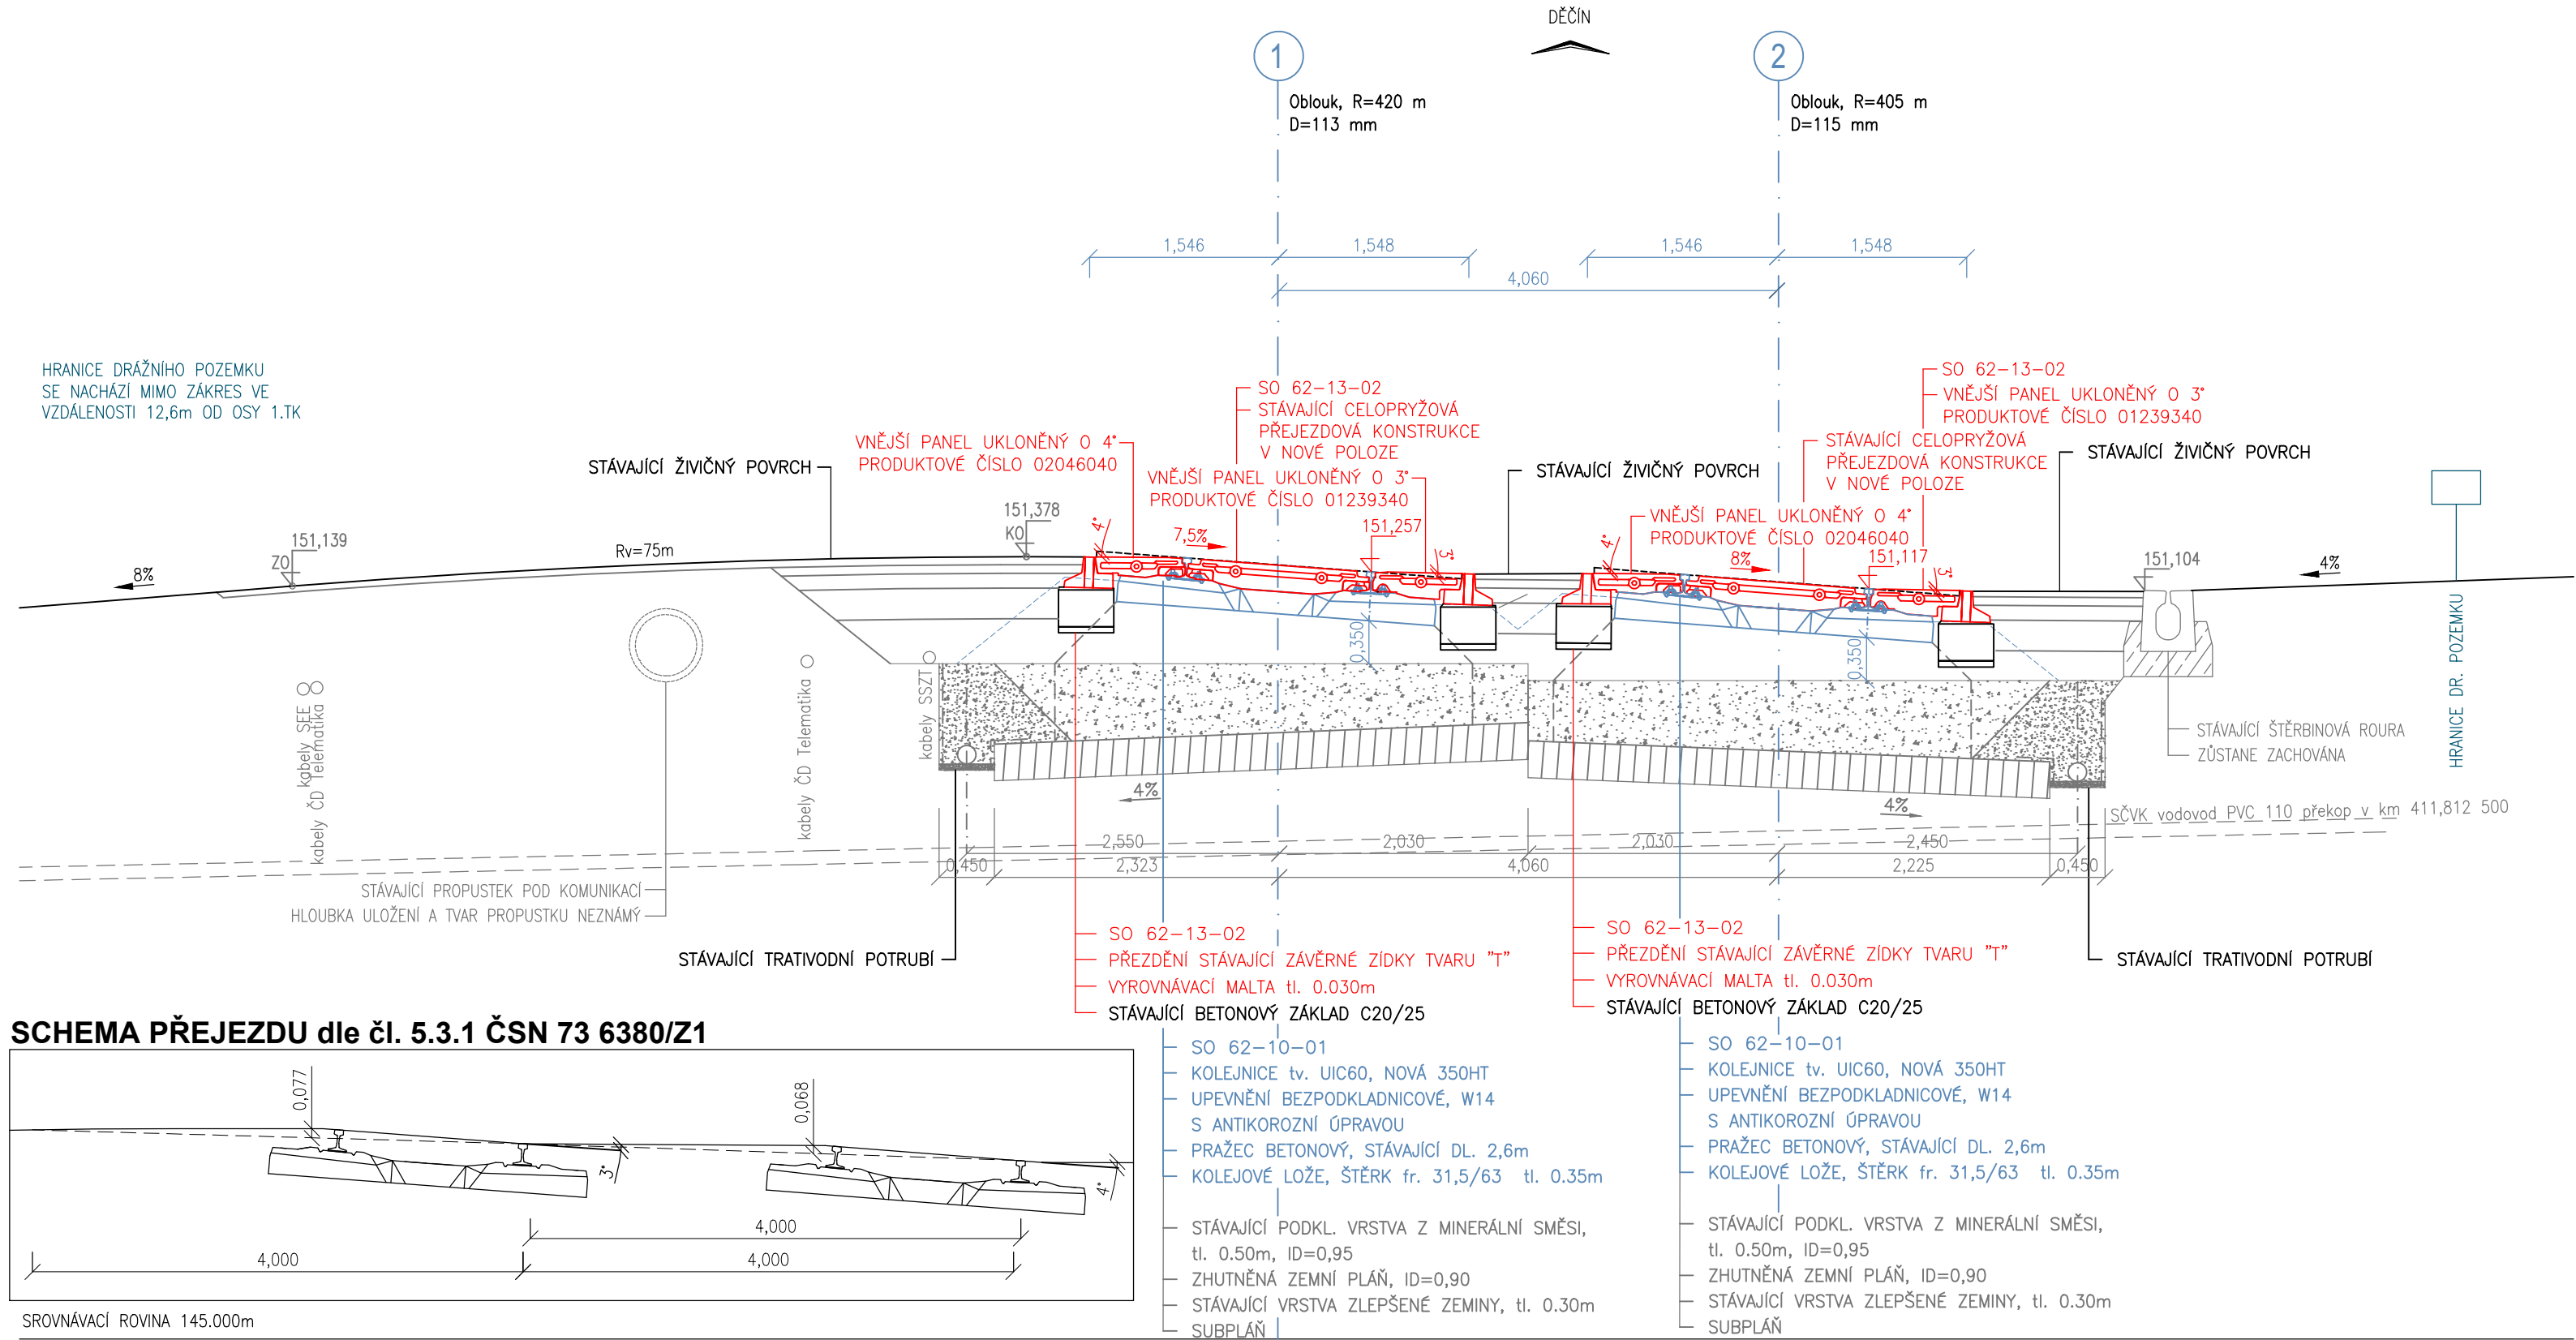 DĚČÍN
1
2
Oblouk, R=420 m
D=113 mm
Oblouk, R=405 m
D=115 mm
1,546
1,548
1,546
1,548
4,060
HRANICE DRÁŽNÍHO POZEMKU
SE NACHÁZÍ MIMO ZÁKRES VE
VZDÁLENOSTI 12,6m OD OSY 1.TK
SO 62-13-02
STÁVAJÍCÍ CELOPRYŽOVÁ
PŘEJEZDOVÁ KONSTRUKCE
V NOVÉ POLOZE
SO 62-13-02
VNĚJŠÍ PANEL UKLONĚNÝ O 3°
PRODUKTOVÉ ČÍSLO 01239340
VNĚJŠÍ PANEL UKLONĚNÝ O 4°
PRODUKTOVÉ ČÍSLO 02046040
STÁVAJÍCÍ ŽIVIČNÝ POVRCH
VNĚJŠÍ PANEL UKLONĚNÝ O 3°
PRODUKTOVÉ ČÍSLO 01239340
STÁVAJÍCÍ ŽIVIČNÝ POVRCH
STÁVAJÍCÍ CELOPRYŽOVÁ
PŘEJEZDOVÁ KONSTRUKCE
V NOVÉ POLOZE
STÁVAJÍCÍ ŽIVIČNÝ POVRCH
VNĚJŠÍ PANEL UKLONĚNÝ O 4°
PRODUKTOVÉ ČÍSLO 02046040
8%
151,139
ZO
Rv=75m
151,378
KO
4°
7,5%
151,257
3°
4°
8%
151,117
3°
151,104
4%
0,350
0,350
kabely SEE
kabely ČD Telematika
kabely ČD Telematika
kabely SSZT
HRANICE DR. POZEMKU
STÁVAJÍCÍ ŠTĚRBINOVÁ ROURA
ZŮSTANE ZACHOVÁNA
4%
4%
SČVK vodovod PVC 110 překop v km 411,812 500
2,550
2,030
2,030
2,450
0,450
2,323
4,060
2,225
0,450
STÁVAJÍCÍ PROPUSTEK POD KOMUNIKACÍ
HLOUBKA ULOŽENÍ A TVAR PROPUSTKU NEZNÁMÝ
STÁVAJÍCÍ TRATIVODNÍ POTRUBÍ
SO 62-13-02
PŘEZDĚNÍ STÁVAJÍCÍ ZÁVĚRNÉ ZÍDKY TVARU "T"
VYROVNÁVACÍ MALTA tl. 0.030m
STÁVAJÍCÍ BETONOVÝ ZÁKLAD C20/25
SO 62-13-02
PŘEZDĚNÍ STÁVAJÍCÍ ZÁVĚRNÉ ZÍDKY TVARU "T"
VYROVNÁVACÍ MALTA tl. 0.030m
STÁVAJÍCÍ BETONOVÝ ZÁKLAD C20/25
STÁVAJÍCÍ TRATIVODNÍ POTRUBÍ
SO 62-10-01
KOLEJNICE tv. UIC60, NOVÁ 350HT
UPEVNĚNÍ BEZPODKLADNICOVÉ, W14
S ANTIKOROZNÍ ÚPRAVOU
PRAŽEC BETONOVÝ, STÁVAJÍCÍ DL. 2,6m
KOLEJOVÉ LOŽE, ŠTĚRK fr. 31,5/63 tl. 0.35m
STÁVAJÍCÍ PODKL. VRSTVA Z MINERÁLNÍ SMĚSI,
tl. 0.50m, ID=0,95
ZHUTNĚNÁ ZEMNÍ PLÁŇ, ID=0,90
STÁVAJÍCÍ VRSTVA ZLEPŠENÉ ZEMINY, tl. 0.30m
SUBPLÁŇ
SO 62-10-01
KOLEJNICE tv. UIC60, NOVÁ 350HT
UPEVNĚNÍ BEZPODKLADNICOVÉ, W14
S ANTIKOROZNÍ ÚPRAVOU
PRAŽEC BETONOVÝ, STÁVAJÍCÍ DL. 2,6m
KOLEJOVÉ LOŽE, ŠTĚRK fr. 31,5/63 tl. 0.35m
STÁVAJÍCÍ PODKL. VRSTVA Z MINERÁLNÍ SMĚSI,
tl. 0.50m, ID=0,95
ZHUTNĚNÁ ZEMNÍ PLÁŇ, ID=0,90
STÁVAJÍCÍ VRSTVA ZLEPŠENÉ ZEMINY, tl. 0.30m
SUBPLÁŇ
SCHEMA PŘEJEZDU dle čl. 5.3.1 ČSN 73 6380/Z1
0,077
0,068
3°
4°
4,000
4,000
4,000
SROVNÁVACÍ ROVINA 145.000m